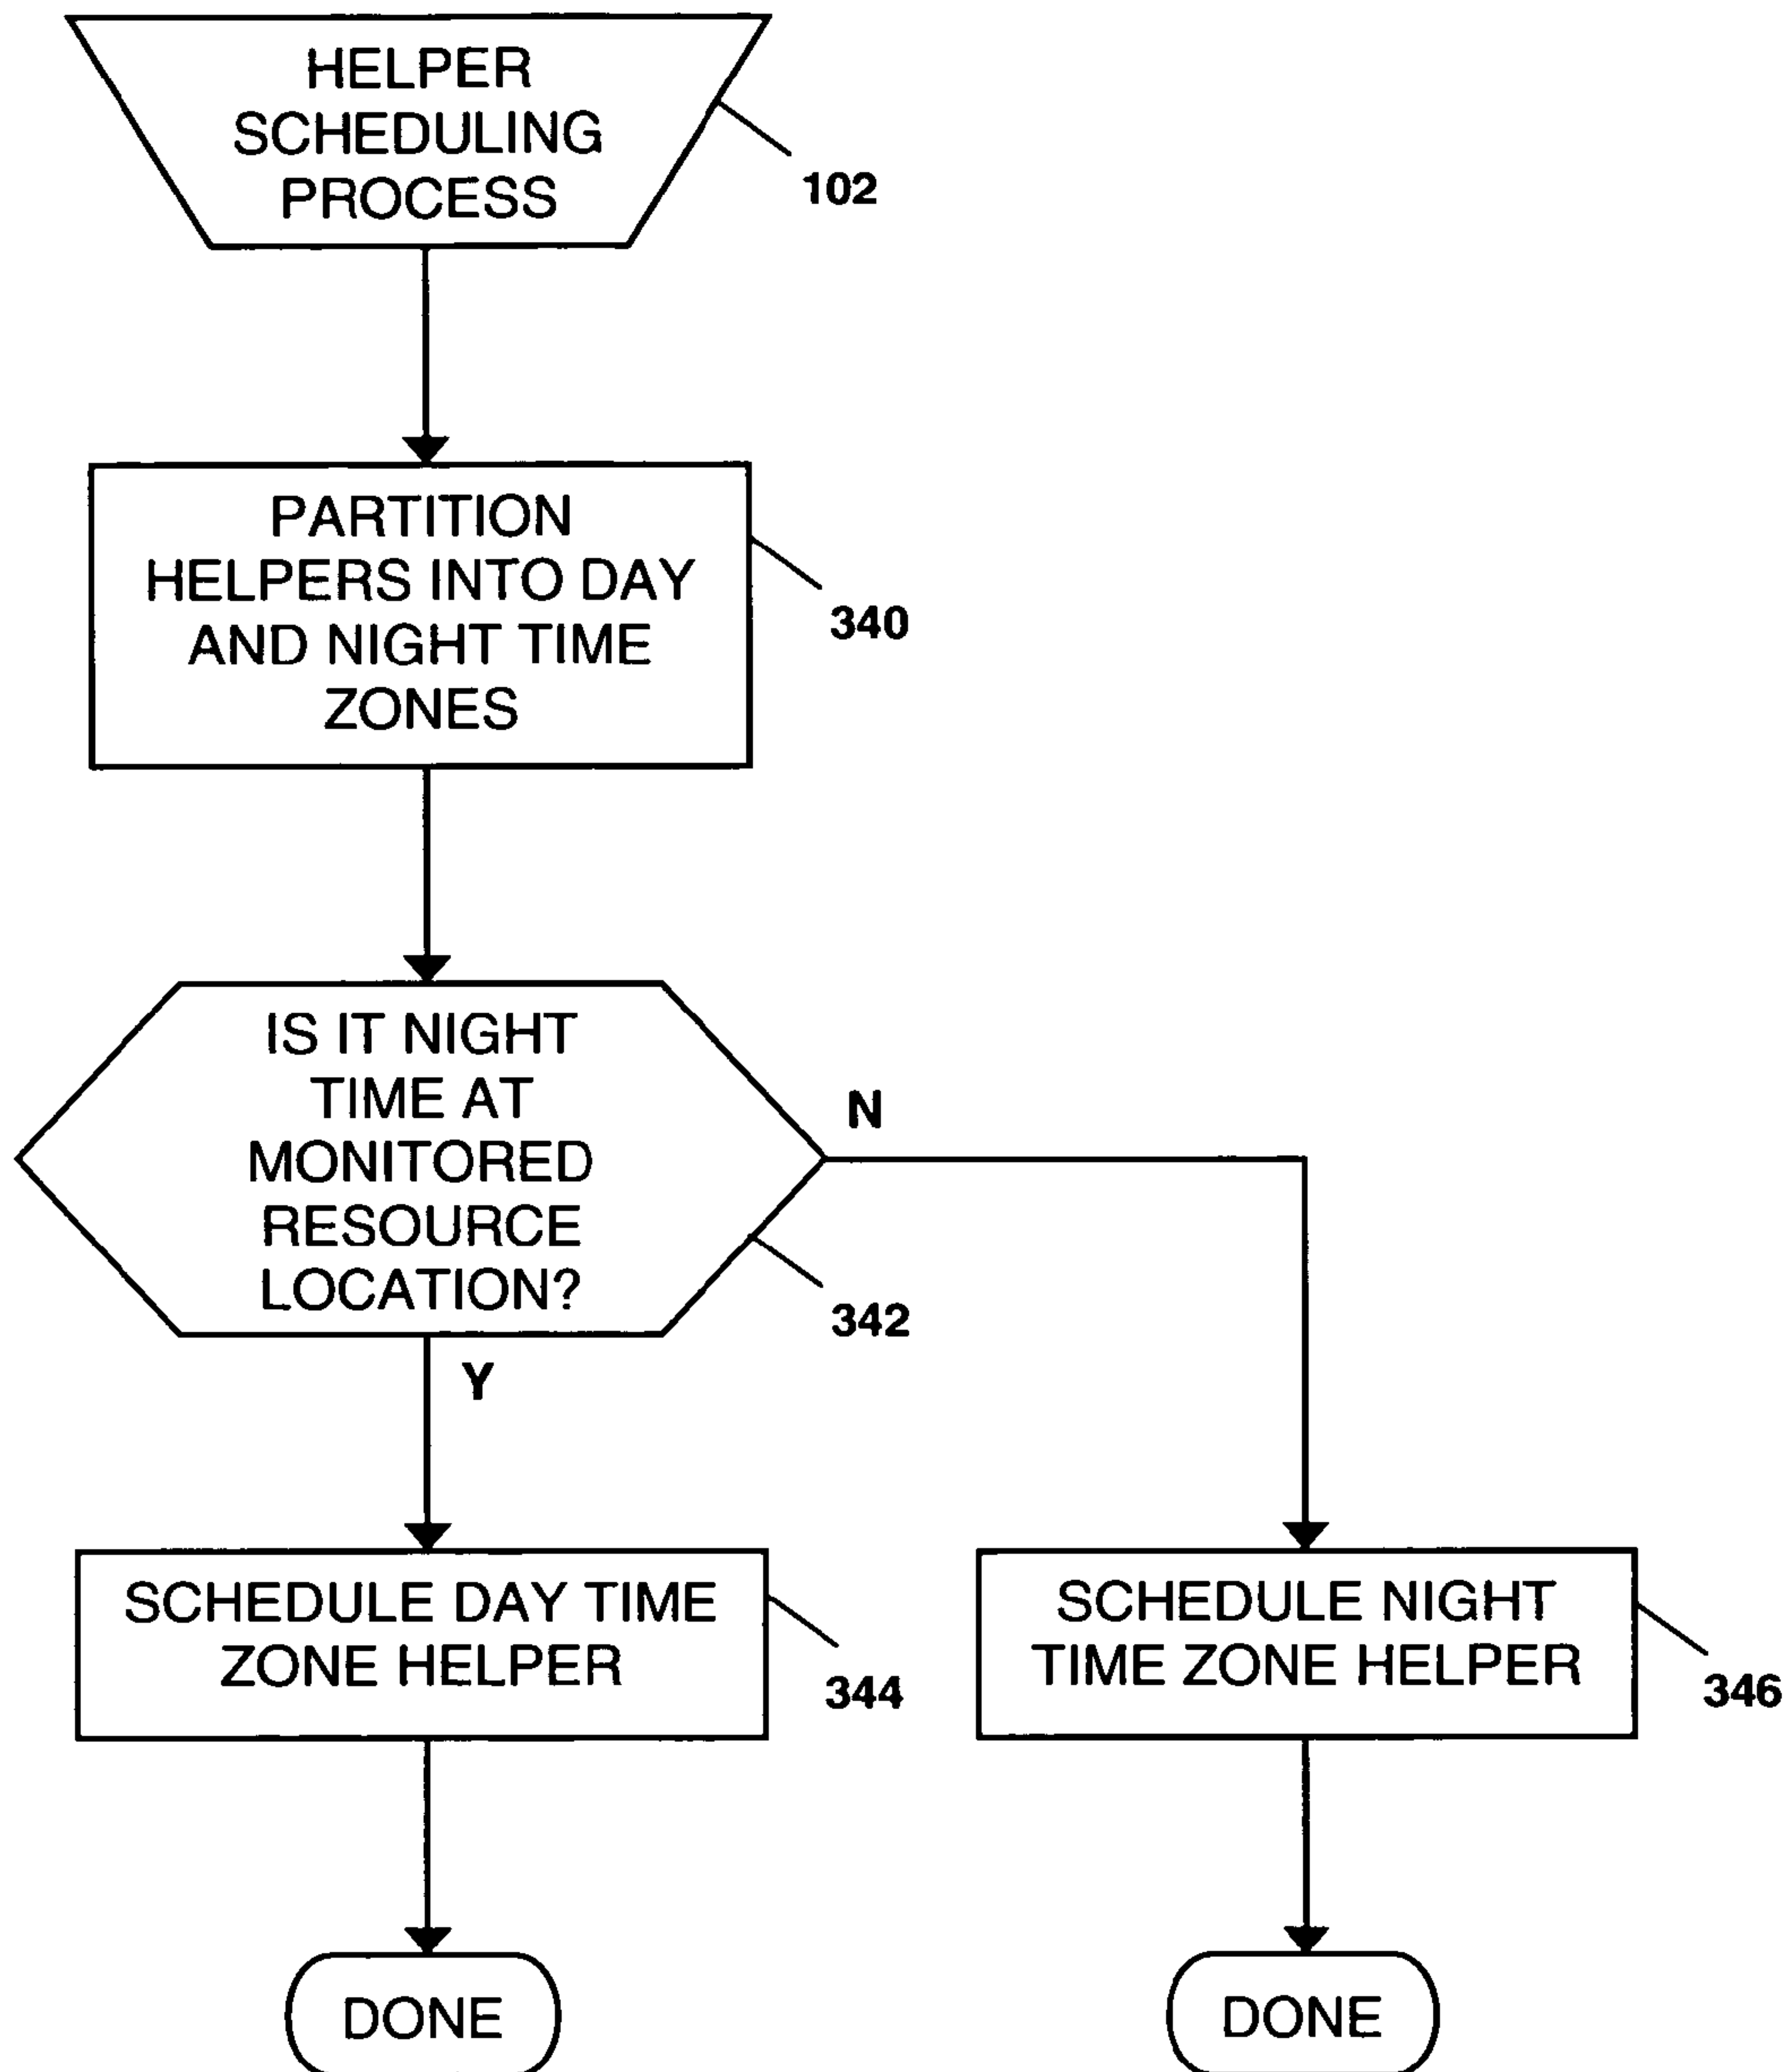 HELPER
SCHEDULING
PROCESS
102
PARTITION
HELPERS INTO DAY
AND NIGHT TIME
ZONES
340
IS IT NIGHT
TIME AT
MONITORED
RESOURCE
LOCATION?
342
N
Y
SCHEDULE DAY TIME
ZONE HELPER
344
SCHEDULE NIGHT
TIME ZONE HELPER
346
DONE
DONE